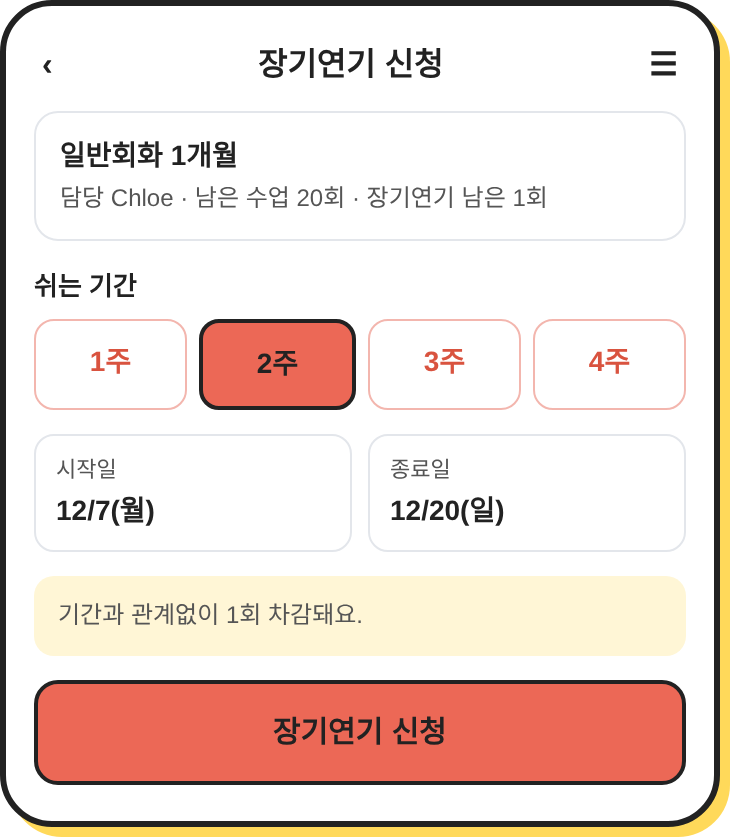 ‹ 장기연기 신청 ☰
일반회화 1개월
담당 Chloe · 남은 수업 20회 · 장기연기 남은 1회
쉬는 기간
1주 2주 3주 4주
시작일 종료일
12/7(월) 12/20(일)
기간과 관계없이 1회 차감돼요.
장기연기 신청